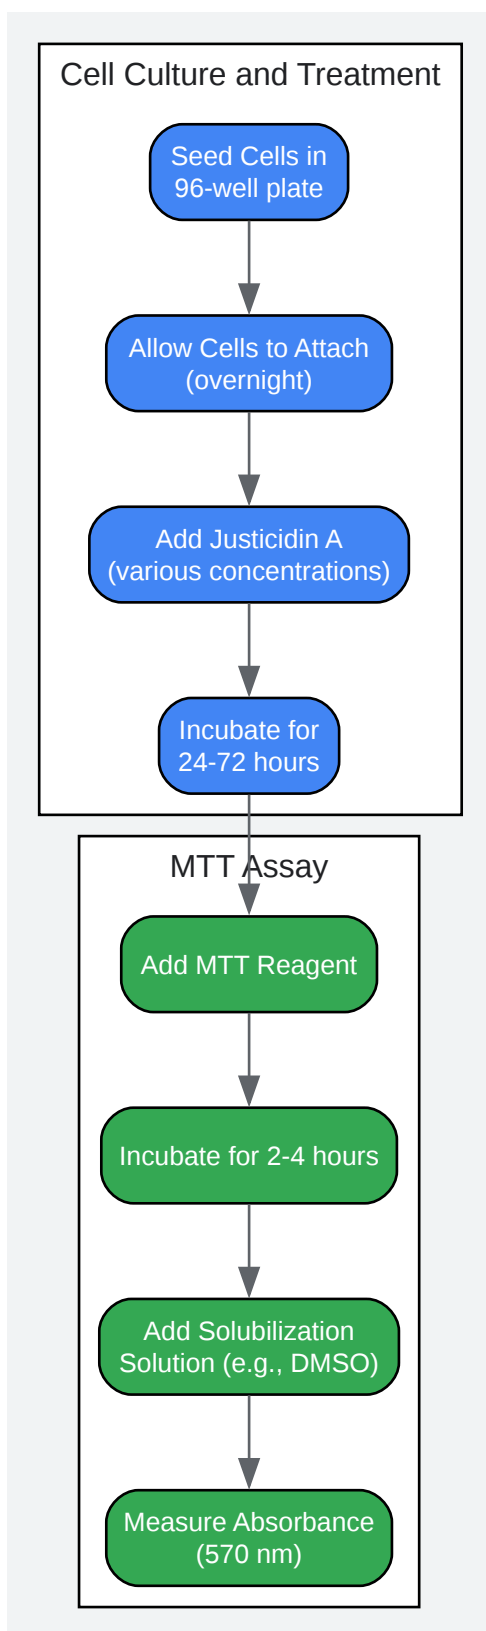 Cell Culture and Treatment
Seed Cells in
96-well plate
Allow Cells to Attach
(overnight)
Add Justicidin A
(various concentrations)
Incubate for
24-72 hours
MTT Assay
Add MTT Reagent
Incubate for 2-4 hours
Add Solubilization
Solution (e.g., DMSO)
Measure Absorbance
(570 nm)